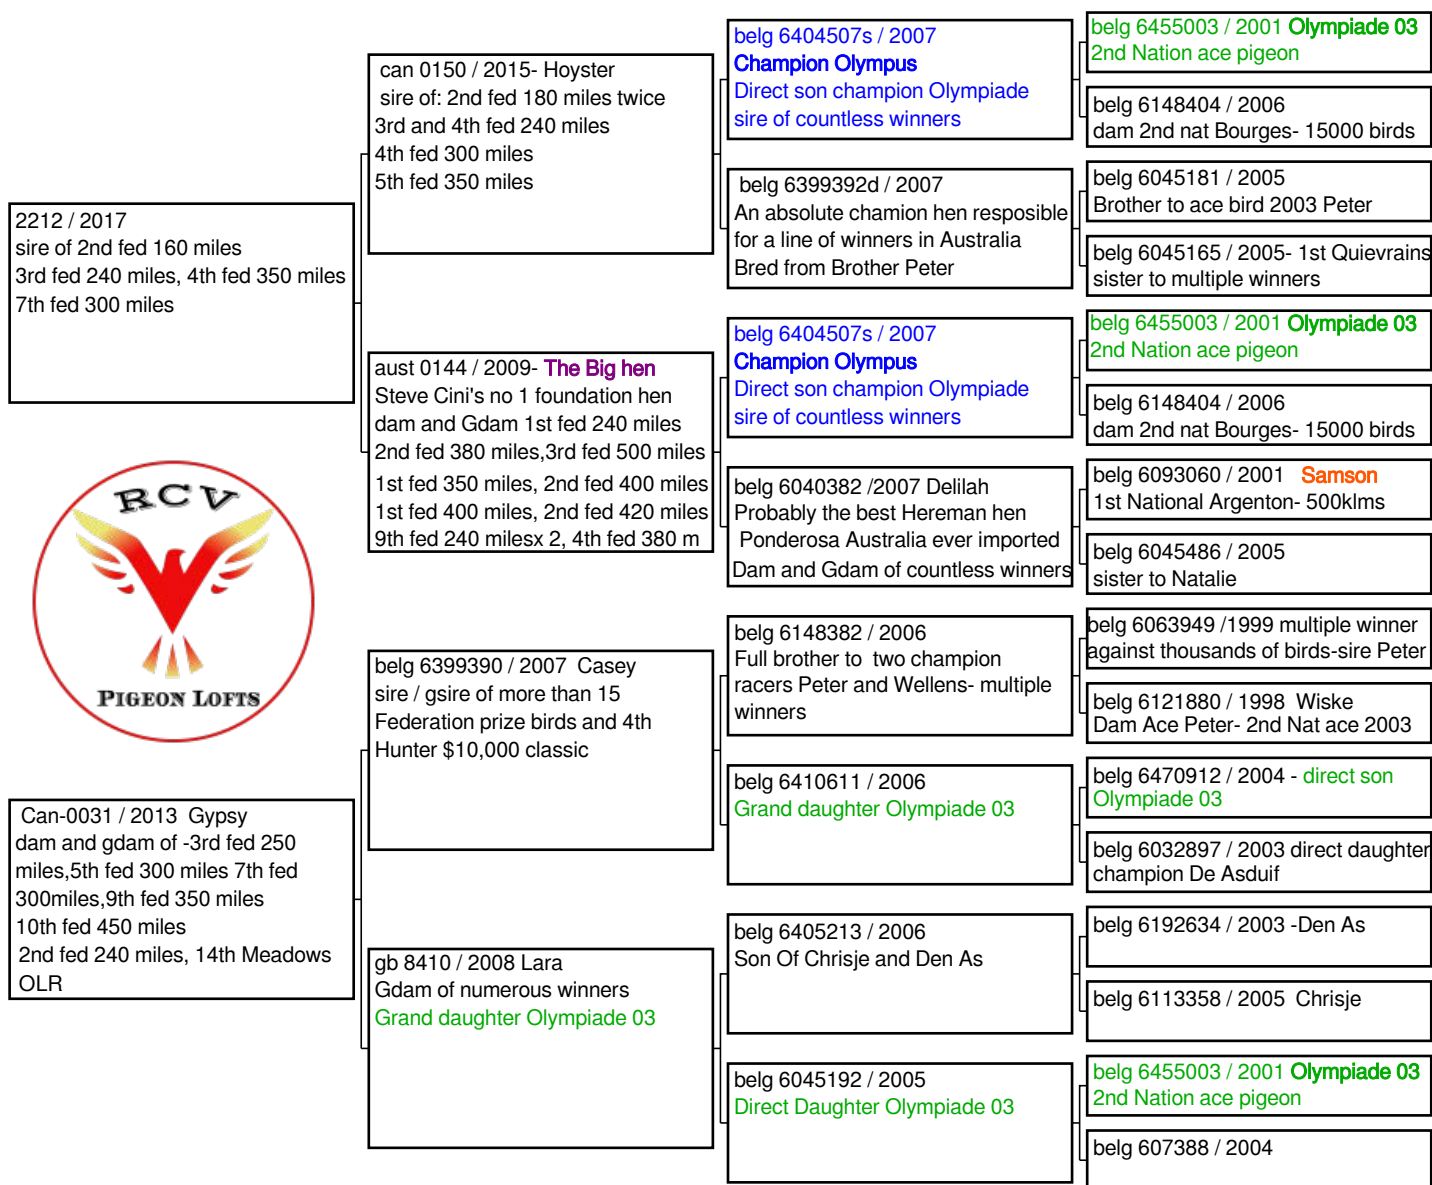 2212 / 2017
sire of 2nd fed 160 miles
3rd fed 240 miles, 4th fed 350 miles
7th fed 300 miles
RCV
PIGEON LOFTS
Can-0031 / 2013 Gypsy
dam and gdam of -3rd fed 250
miles,5th fed 300 miles 7th fed
300miles,9th fed 350 miles
10th fed 450 miles
2nd fed 240 miles, 14th Meadows
OLR
can 0150 / 2015- Hoyster
sire of: 2nd fed 180 miles twice
3rd and 4th fed 240 miles
4th fed 300 miles
5th fed 350 miles
aust 0144 / 2009- The Big hen
Steve Cini's no 1 foundation hen
dam and Gdam 1st fed 240 miles
2nd fed 380 miles,3rd fed 500 miles
1st fed 350 miles, 2nd fed 400 miles
1st fed 400 miles, 2nd fed 420 miles
9th fed 240 milesx 2, 4th fed 380 m
belg 6399390 / 2007 Casey
sire / gsire of more than 15
Federation prize birds and 4th
Hunter $10,000 classic
gb 8410 / 2008 Lara
Gdam of numerous winners
Grand daughter Olympiade 03
belg 6404507s / 2007
Champion Olympus
Direct son champion Olympiade
sire of countless winners
belg 6399392d / 2007
An absolute chamion hen resposible
for a line of winners in Australia
Bred from Brother Peter
belg 6404507s / 2007
Champion Olympus
Direct son champion Olympiade
sire of countless winners
belg 6040382 /2007 Delilah
Probably the best Hereman hen
Ponderosa Australia ever imported
Dam and Gdam of countless winners
belg 6148382 / 2006
Full brother to two champion
racers Peter and Wellens- multiple
winners
belg 6410611 / 2006
Grand daughter Olympiade 03
belg 6405213 / 2006
Son Of Chrisje and Den As
belg 6045192 / 2005
Direct Daughter Olympiade 03
belg 6455003 / 2001 Olympiade 03
2nd Nation ace pigeon
belg 6148404 / 2006
dam 2nd nat Bourges- 15000 birds
belg 6045181 / 2005
Brother to ace bird 2003 Peter
belg 6045165 / 2005- 1st Quievrains
sister to multiple winners
belg 6455003 / 2001 Olympiade 03
2nd Nation ace pigeon
belg 6148404 / 2006
dam 2nd nat Bourges- 15000 birds
belg 6093060 / 2001 Samson
1st National Argenton- 500klms
belg 6045486 / 2005
sister to Natalie
belg 6063949 /1999 multiple winner
against thousands of birds-sire Peter
belg 6121880 / 1998 Wiske
Dam Ace Peter- 2nd Nat ace 2003
belg 6470912 / 2004 - direct son
Olympiade 03
belg 6032897 / 2003 direct daughter
champion De Asduif
belg 6192634 / 2003 -Den As
belg 6113358 / 2005 Chrisje
belg 6455003 / 2001 Olympiade 03
2nd Nation ace pigeon
belg 607388 / 2004